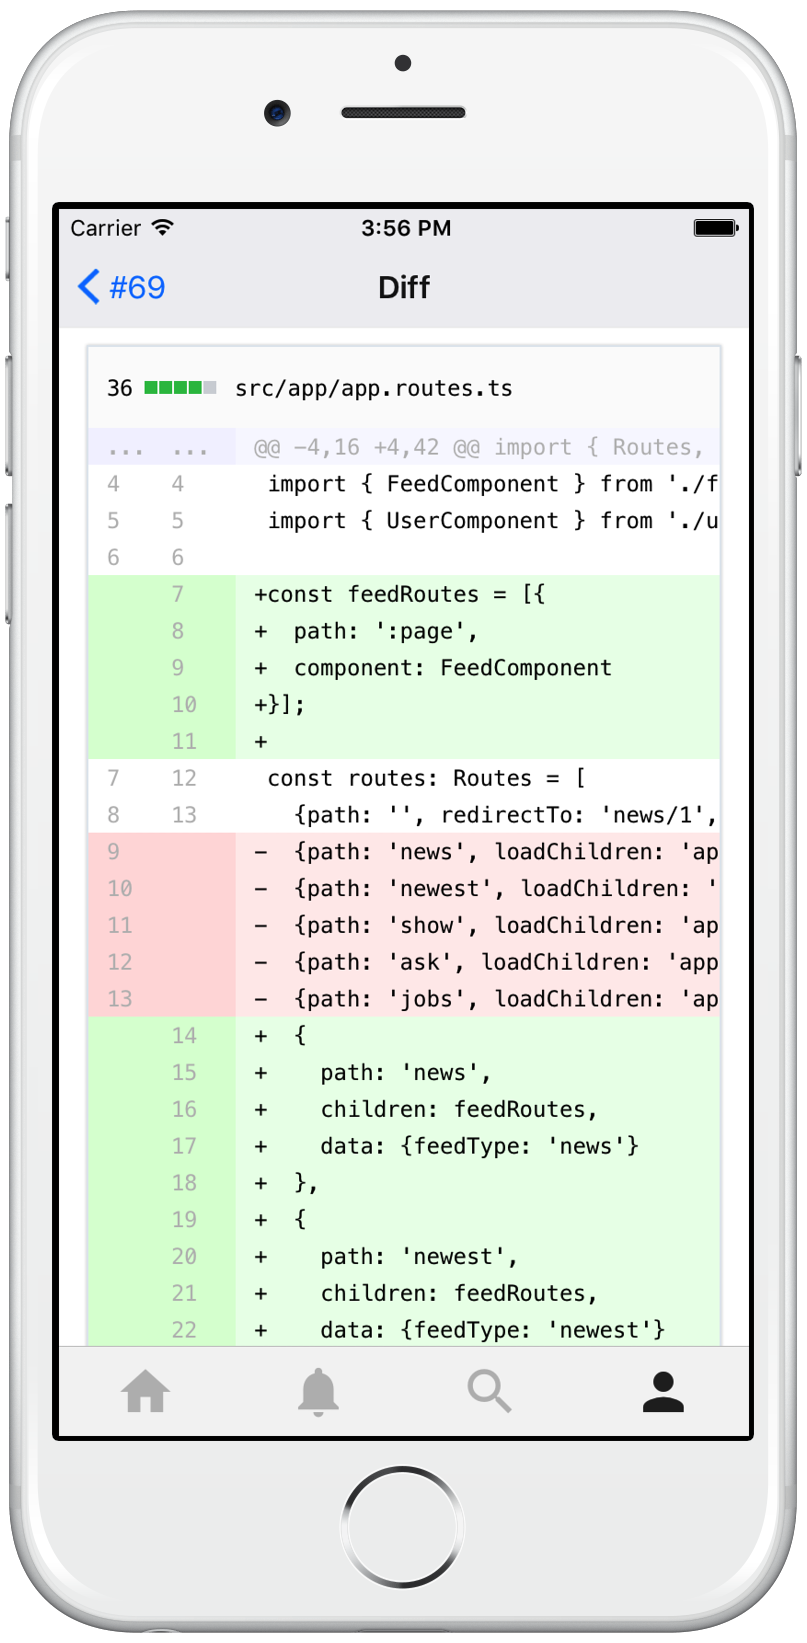 Carrier 3:56 PM
#69 Diff
36 src/app/app.routes.ts
... ... @@ -4,16 +4,42 @@ import { Routes,
4 4 import { FeedComponent } from './f
5 5 import { UserComponent } from './u
6 6
7 +const feedRoutes = [{
8 +  path: ':page',
9 +  component: FeedComponent
10 +}];
11 +
7 12 const routes: Routes = [
8 13   {path: '', redirectTo: 'news/1',
9 -  {path: 'news', loadChildren: 'ap
10 -  {path: 'newest', loadChildren: '
11 -  {path: 'show', loadChildren: 'ap
12 -  {path: 'ask', loadChildren: 'app
13 -  {path: 'jobs', loadChildren: 'ap
14 +  {
15 +    path: 'news',
16 +    children: feedRoutes,
17 +    data: {feedType: 'news'}
18 +  },
19 +  {
20 +    path: 'newest',
21 +    children: feedRoutes,
22 +    data: {feedType: 'newest'}